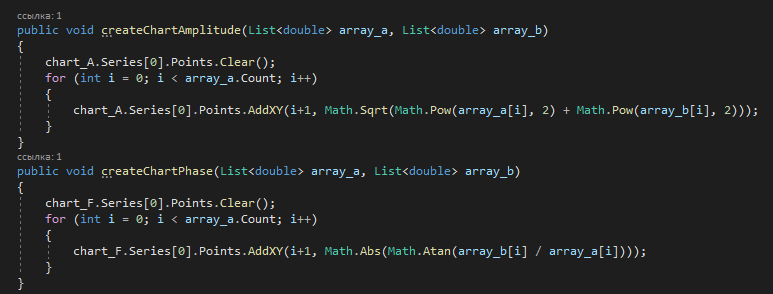 ссылка: 1
public void createChartAmplitude(List<double> array_a, List<double> array_b)
{
chart_A.Series[0].Points.Clear();
for (int i = 0; i < array_a.Count; i++)
{
chart_A.Series[0].Points.AddXY(i+1, Math.Sqrt(Math.Pow(array_a[i], 2) + Math.Pow(array_b[i], 2)));
}
}
ссылка: 1
public void createChartPhase(List<double> array_a, List<double> array_b)
{
chart_F.Series[0].Points.Clear();
for (int i = 0; i < array_a.Count; i++)
{
chart_F.Series[0].Points.AddXY(i+1, Math.Abs(Math.Atan(array_b[i] / array_a[i])));
}
}